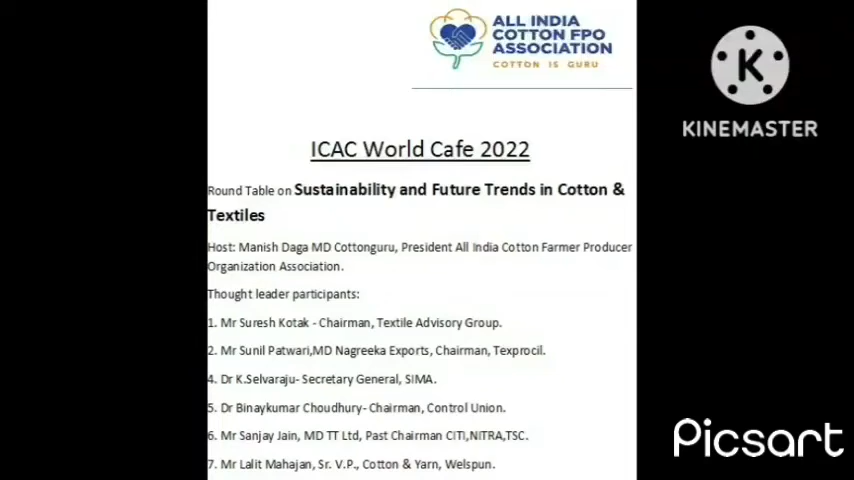 ALL INDIA
COTTON FPO
ASSOCIATION
COTTON IS GURU
K
KINEMASTER
ICAC World Cafe 2022
Round Table on Sustainability and Future Trends in Cotton &
Textiles
Host: Manish Daga MD Cottonguru, President All India Cotton Farmer Producer
Organization Association.
Thought leader participants:
1. Mr Suresh Kotak - Chairman, Textile Advisory Group.
2. Mr Sunil Patwari,MD Nagreeka Exports, Chairman, Texprocil.
4. Dr K.Selvaraju- Secretary General, SIMA.
5. Dr Binaykumar Choudhury- Chairman, Control Union.
6. Mr Sanjay Jain, MD TT Ltd, Past Chairman CITI,NITRA,TSC.
7. Mr Lalit Mahajan, Sr. V.P., Cotton & Yarn, Welspun.
Picsart